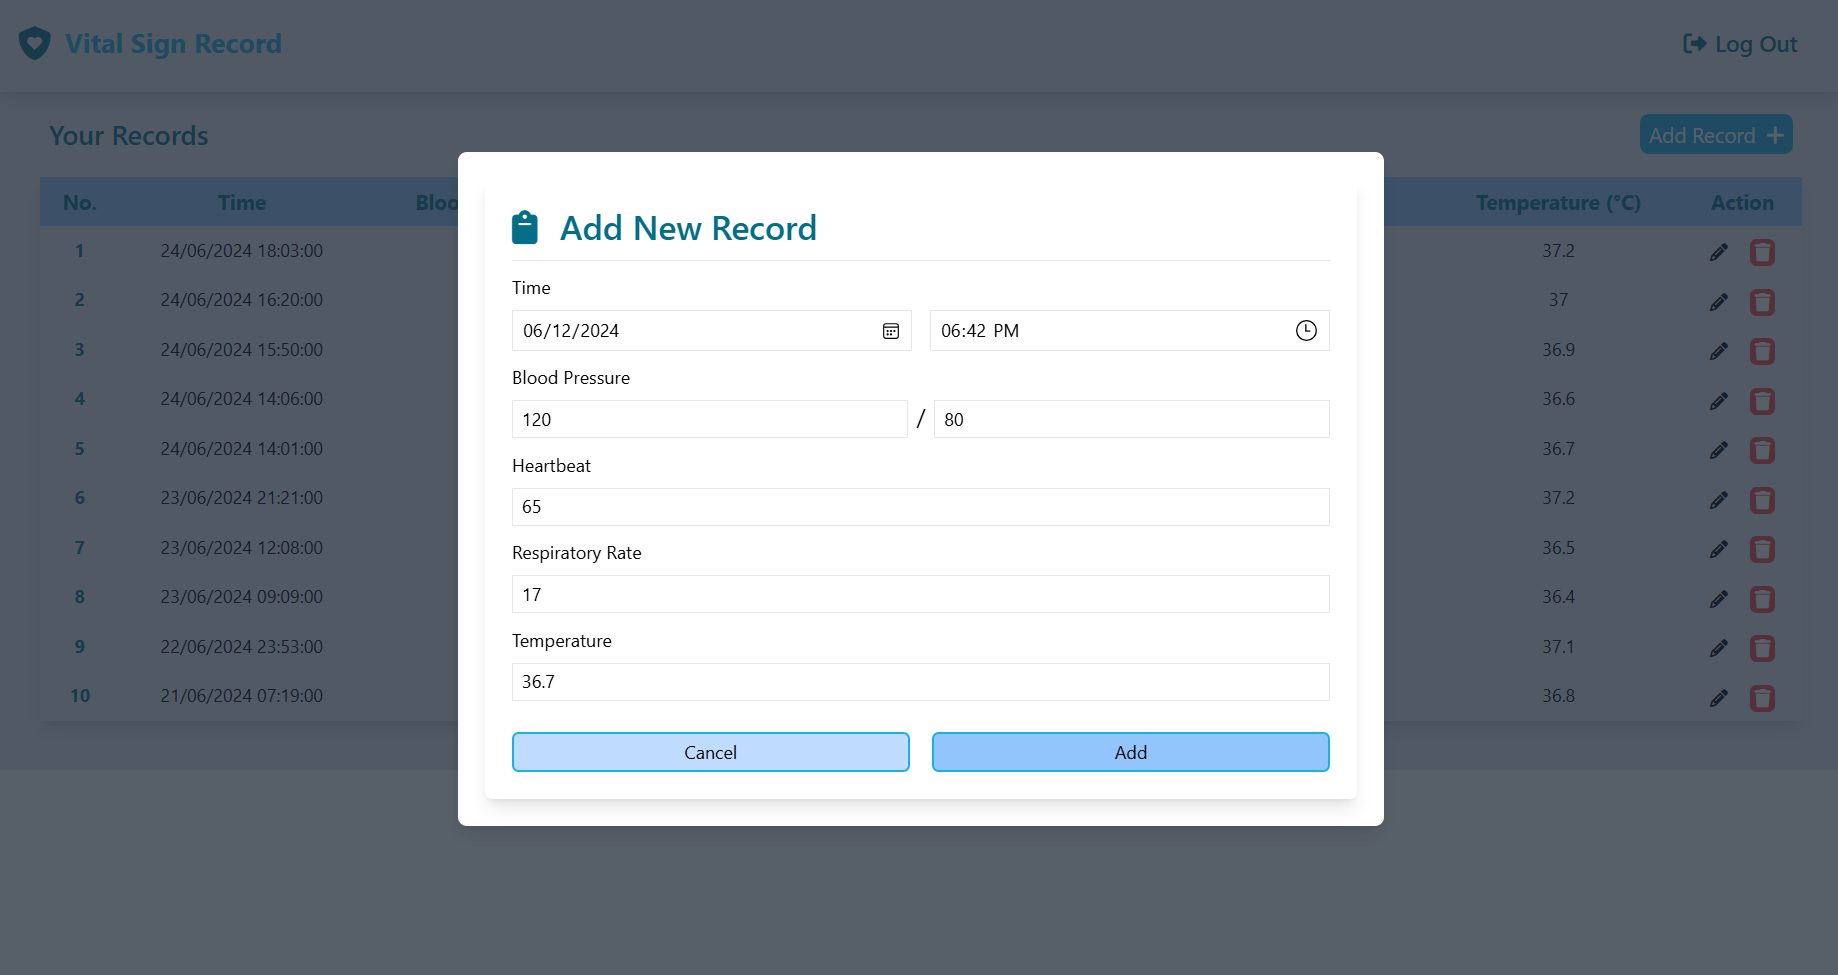 Vital Sign Record
Log Out
Your Records
Add Record +
No. Time Temperature (°C) Action
1 24/06/2024 18:03:00 37.2
2 24/06/2024 16:20:00 37
3 24/06/2024 15:50:00 36.9
4 24/06/2024 14:06:00 36.6
5 24/06/2024 14:01:00 36.7
6 23/06/2024 21:21:00 37.2
7 23/06/2024 12:08:00 36.5
8 23/06/2024 09:09:00 36.4
9 22/06/2024 23:53:00 37.1
10 21/06/2024 07:19:00 36.8
Add New Record
Time
06/12/2024 06:42 PM
Blood Pressure
120 / 80
Heartbeat
65
Respiratory Rate
17
Temperature
36.7
Cancel Add